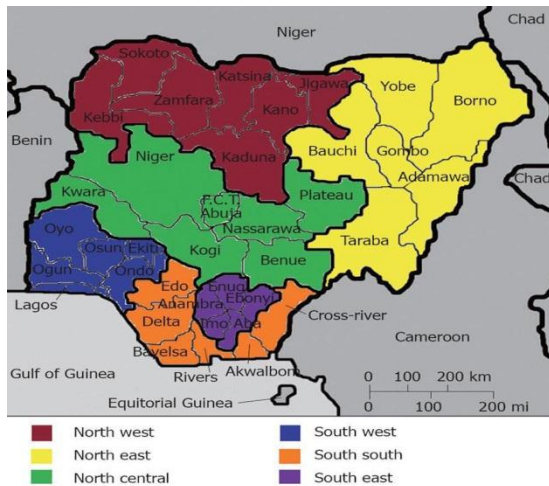 Chad
Niger
Sokoto
Katsina
Jigawa
Yobe
Borno
Zamfara
Kano
Kebbi
Benin
Niger
Kaduna
Bauchi
Gombo
Adamawa
Chad
Kwara
F.C.T.
Abuja
Plateau
Nassarawa
Oyo
Osun
Ekiti
Kogi
Benue
Taraba
Ogun
Ondo
Edo
Enugu
Ebonyi
Anambra
Lagos
Delta
Imo
Aba
Cross-river
Bayelsa
Cameroon
Gulf of Guinea
Rivers
Akwalbom
Equitorial Guinea
0 100 200 km
0 100 200 mi
North west
South west
North east
South south
North central
South east